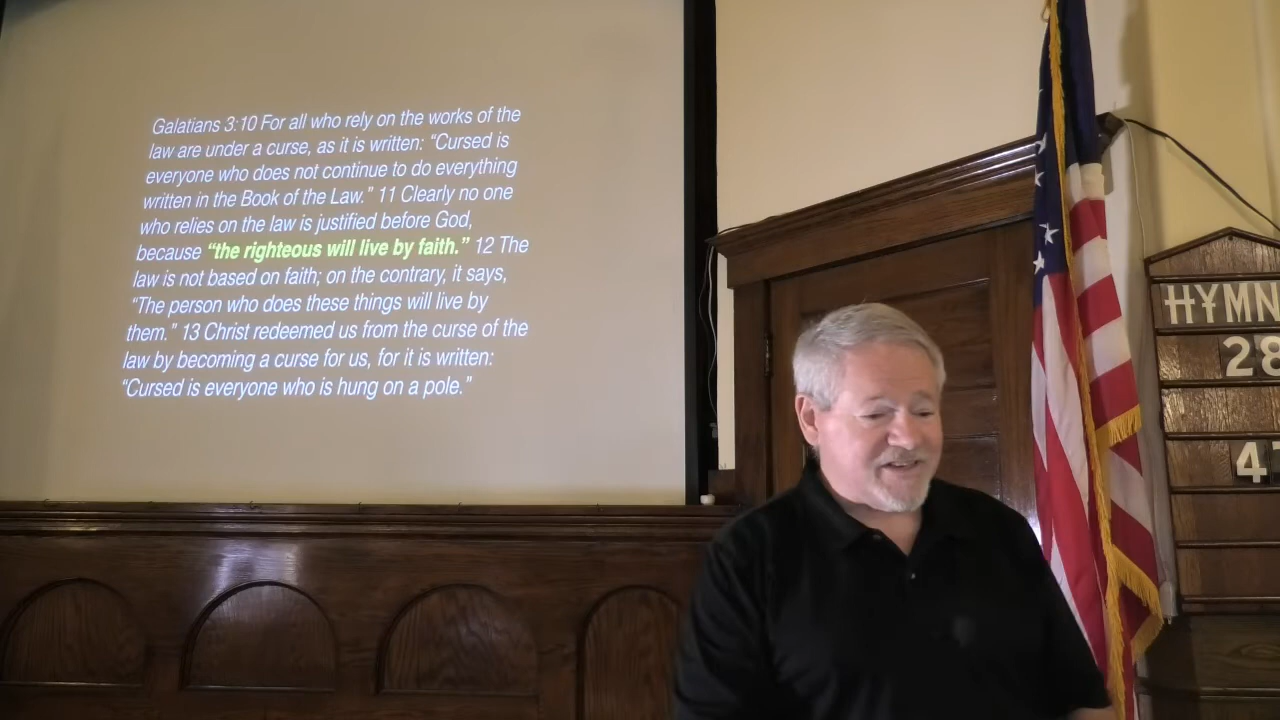 Galatians 3:10 For all who rely on the works of the
law are under a curse, as it is written: “Cursed is
everyone who does not continue to do everything
written in the Book of the Law.” 11 Clearly no one
who relies on the law is justified before God,
because “the righteous will live by faith.” 12 The
law is not based on faith; on the contrary, it says,
“The person who does these things will live by
them.” 13 Christ redeemed us from the curse of the
law by becoming a curse for us, for it is written:
“Cursed is everyone who is hung on a pole.”
HYMN
28